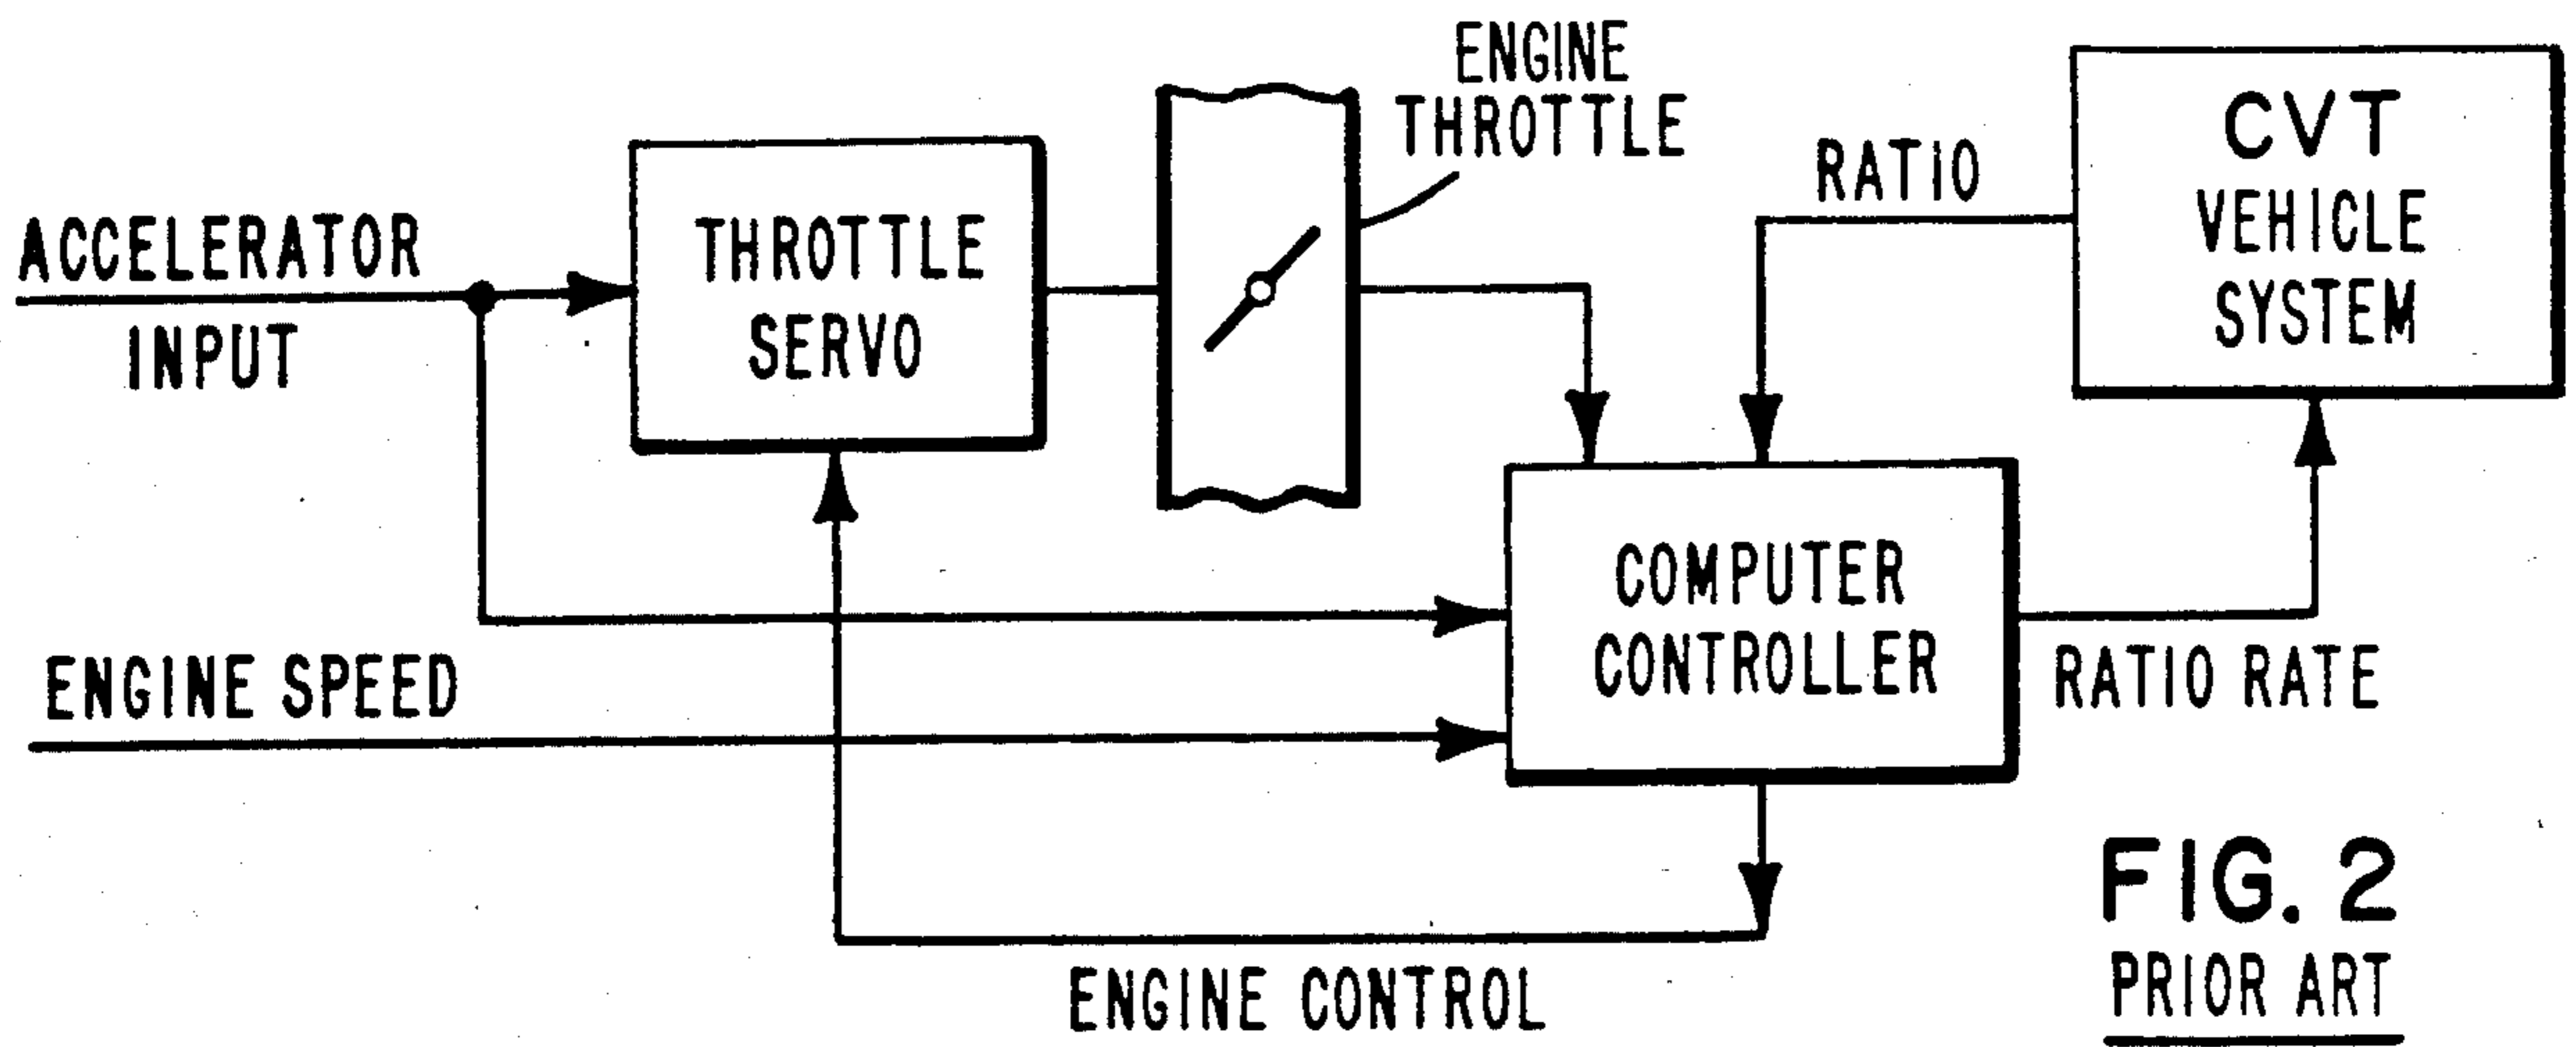 ENGINE
THROTTLE
CVT
VEHICLE
SYSTEM
RATIO
ACCELERATOR
INPUT
THROTTLE
SERVO
COMPUTER
CONTROLLER
ENGINE SPEED
RATIO RATE
ENGINE CONTROL
FIG. 2
PRIOR ART